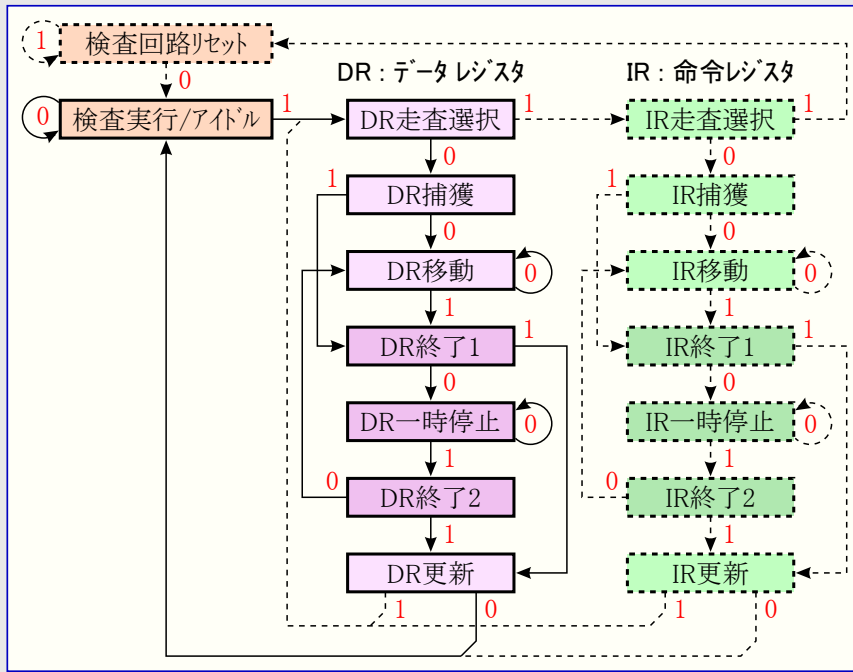 1
検査回路リセット
0
DR : データ レジスタ
IR : 命令レジスタ
0
検査実行/アイドル
1
DR走査選択
1
IR走査選択
1
0
0
1
DR捕獲
1
IR捕獲
0
0
DR移動
0
IR移動
0
1
1
DR終了1
1
IR終了1
1
0
0
DR一時停止
0
IR一時停止
0
1
1
0
DR終了2
0
IR終了2
1
1
DR更新
IR更新
1
0
1
0